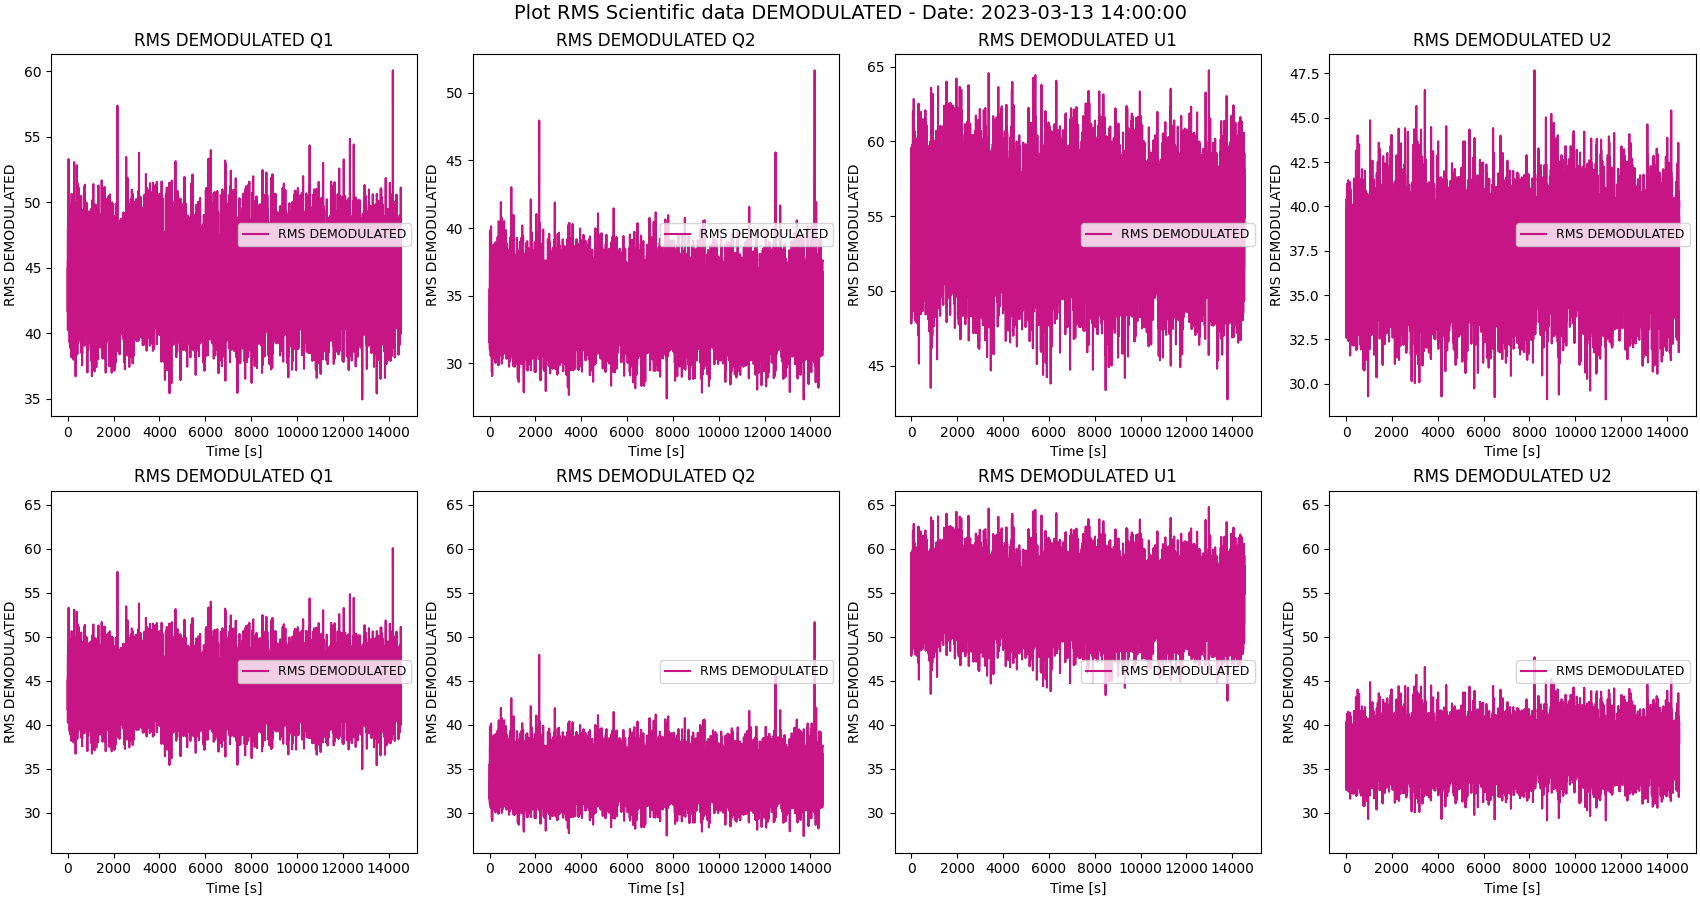 Plot RMS Scientific data DEMODULATED - Date: 2023-03-13 14:00:00
RMS DEMODULATED Q1
RMS DEMODULATED
60
55
50
45
40
35
RMS DEMODULATED
0 2000 4000 6000 8000 10000 12000 14000
Time [s]
RMS DEMODULATED Q2
RMS DEMODULATED
50
45
40
35
30
RMS DEMODULATED
0 2000 4000 6000 8000 10000 12000 14000
Time [s]
RMS DEMODULATED U1
RMS DEMODULATED
65
60
55
50
45
RMS DEMODULATED
0 2000 4000 6000 8000 10000 12000 14000
Time [s]
RMS DEMODULATED U2
RMS DEMODULATED
47.5
45.0
42.5
40.0
37.5
35.0
32.5
30.0
RMS DEMODULATED
0 2000 4000 6000 8000 10000 12000 14000
Time [s]
RMS DEMODULATED Q1
RMS DEMODULATED
65
60
55
50
45
40
35
30
RMS DEMODULATED
0 2000 4000 6000 8000 10000 12000 14000
Time [s]
RMS DEMODULATED Q2
RMS DEMODULATED
65
60
55
50
45
40
35
30
RMS DEMODULATED
0 2000 4000 6000 8000 10000 12000 14000
Time [s]
RMS DEMODULATED U1
RMS DEMODULATED
65
60
55
50
45
40
35
30
RMS DEMODULATED
0 2000 4000 6000 8000 10000 12000 14000
Time [s]
RMS DEMODULATED U2
RMS DEMODULATED
65
60
55
50
45
40
35
30
RMS DEMODULATED
0 2000 4000 6000 8000 10000 12000 14000
Time [s]